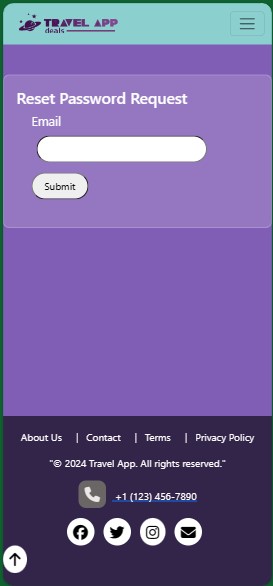 TRAVEL APP
deals
Reset Password Request
Email
Submit
About Us | Contact | Terms | Privacy Policy
"© 2024 Travel App. All rights reserved."
+1 (123) 456-7890